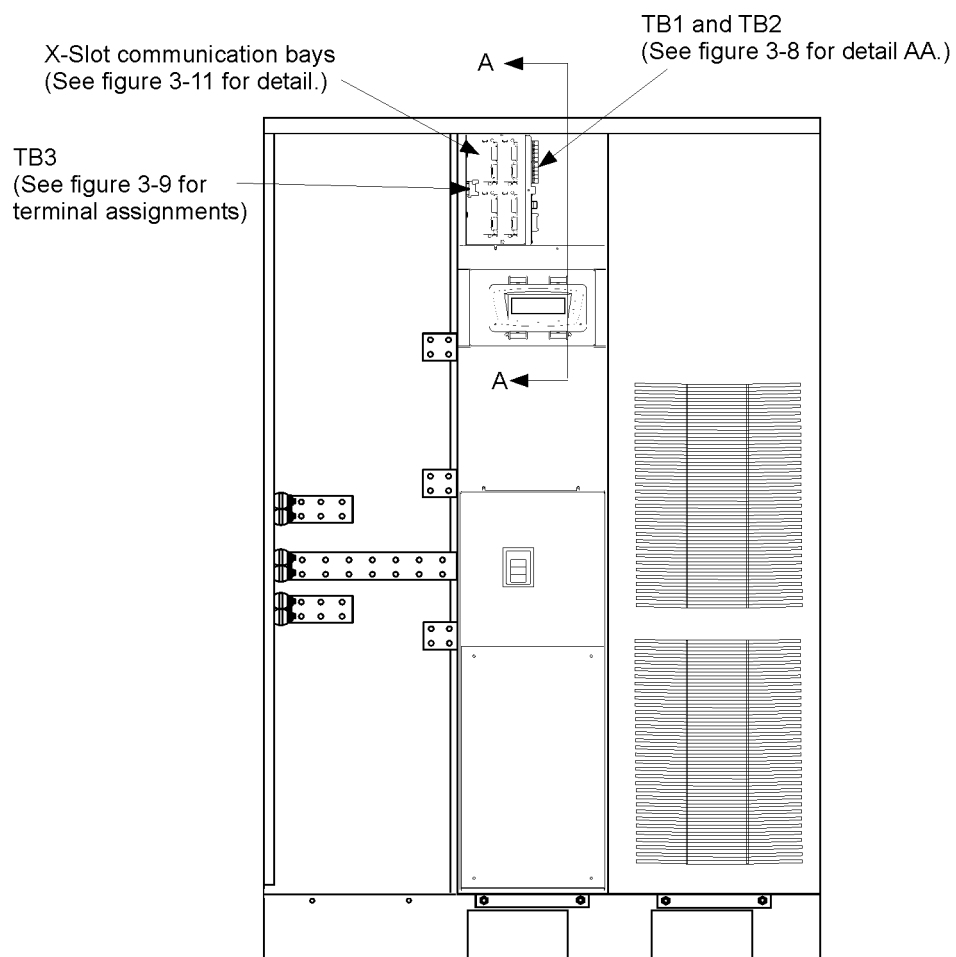 TB1 and TB2
(See figure 3-8 for detail AA.)
X-Slot communication bays
(See figure 3-11 for detail.)
A
TB3
(See figure 3-9 for
terminal assignments)
A